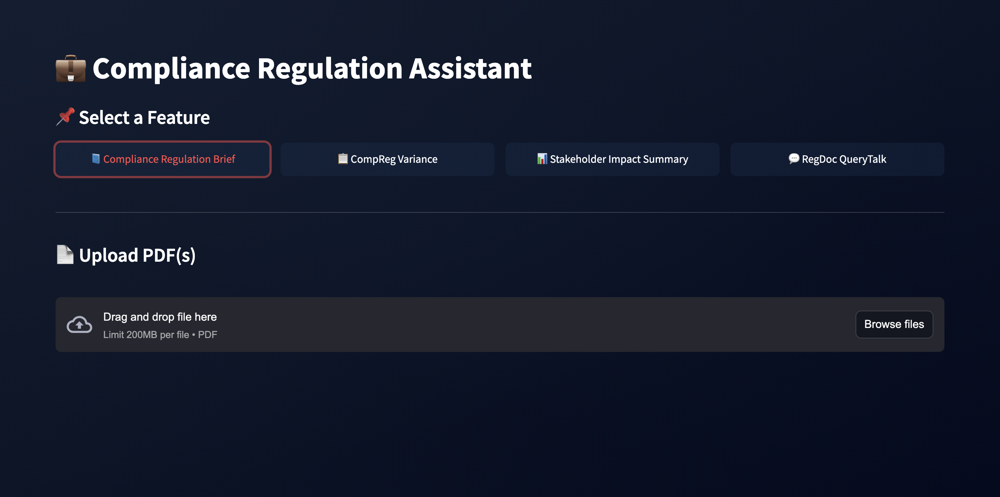 Compliance Regulation Assistant
Select a Feature
Compliance Regulation Brief
CompReg Variance
Stakeholder Impact Summary
RegDoc QueryTalk
Upload PDF(s)
Drag and drop file here
Limit 200MB per file • PDF
Browse files